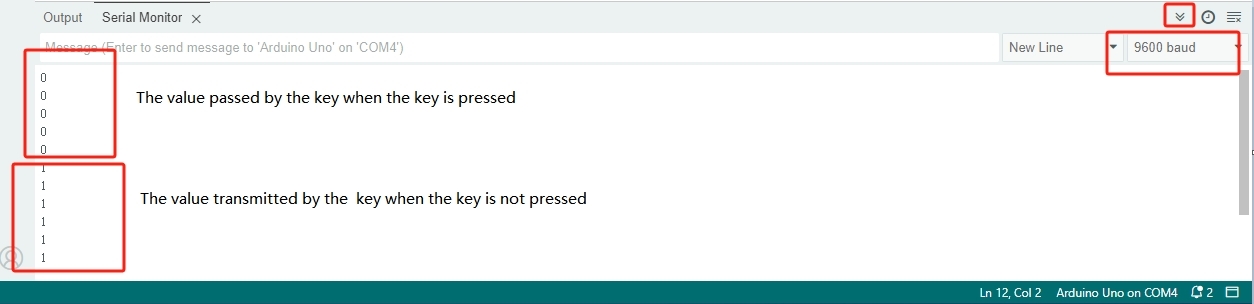 Output Serial Monitor
Message (Enter to send message to 'Arduino Uno' on 'COM4') New Line 9600 baud
0
0
The value passed by the key when the key is pressed
0
0
0
1
1
1
The value transmitted by the key when the key is not pressed
1
1
1
Ln 12, Col 2 Arduino Uno on COM4 2